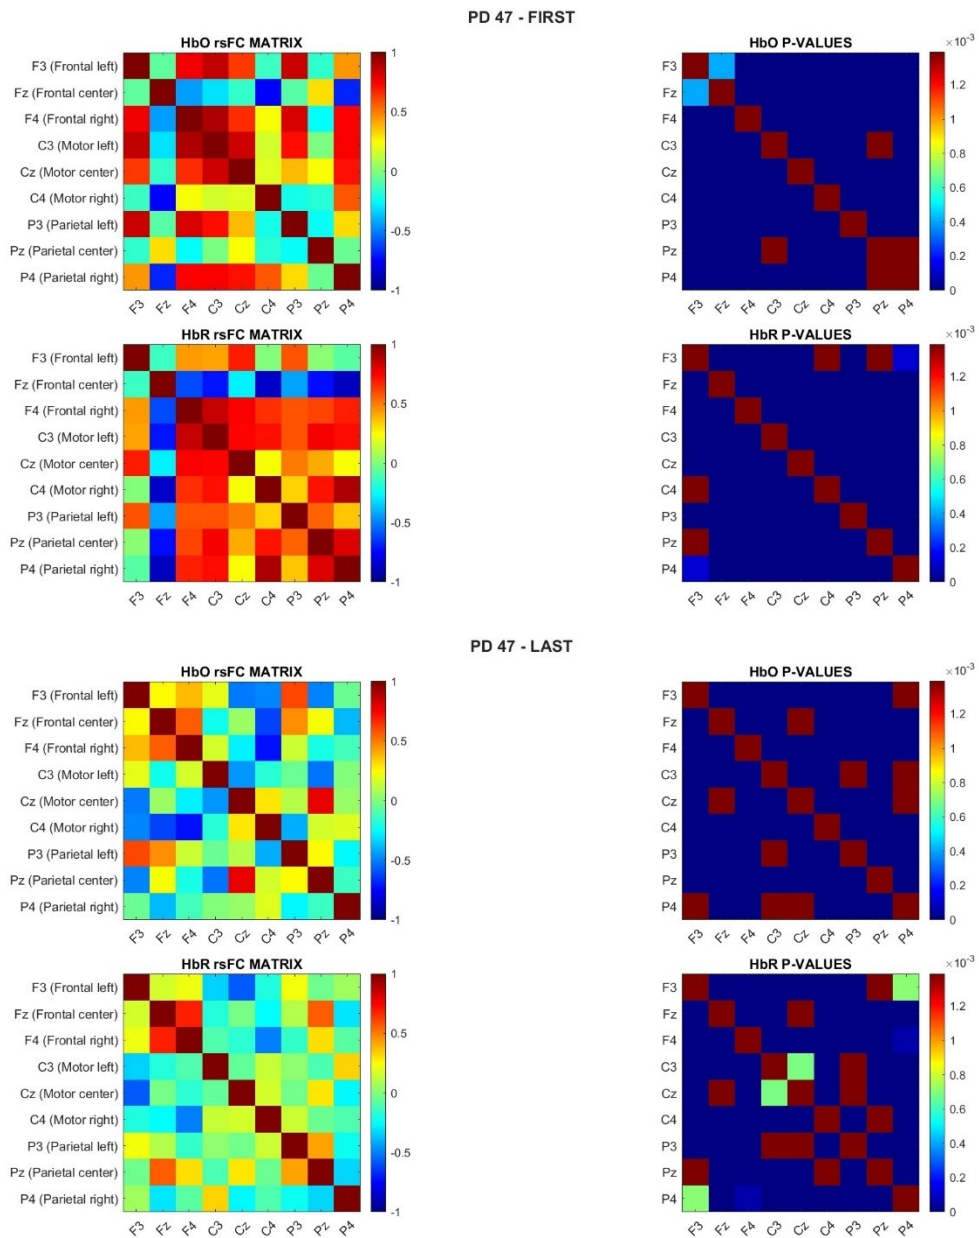 PD 47 - FIRST
HbO rsFC MATRIX
F3 (Frontal left)
Fz (Frontal center)
F4 (Frontal right)
C3 (Motor left)
Cz (Motor center)
C4 (Motor right)
P3 (Parietal left)
Pz (Parietal center)
P4 (Parietal right)
F3 Fz F4 C3 Cz C4 P3 Pz P4
1
0.5
0
-0.5
-1
HbO P-VALUES
×10-3
F3
Fz
F4
C3
Cz
C4
P3
Pz
P4
F3 Fz F4 C3 Cz C4 P3 Pz P4
1.2
1
0.8
0.6
0.4
0.2
0
HbR rsFC MATRIX
F3 (Frontal left)
Fz (Frontal center)
F4 (Frontal right)
C3 (Motor left)
Cz (Motor center)
C4 (Motor right)
P3 (Parietal left)
Pz (Parietal center)
P4 (Parietal right)
F3 Fz F4 C3 Cz C4 P3 Pz P4
1
0.5
0
-0.5
-1
HbR P-VALUES
×10-3
F3
Fz
F4
C3
Cz
C4
P3
Pz
P4
F3 Fz F4 C3 Cz C4 P3 Pz P4
1.2
1
0.8
0.6
0.4
0.2
0
PD 47 - LAST
HbO rsFC MATRIX
F3 (Frontal left)
Fz (Frontal center)
F4 (Frontal right)
C3 (Motor left)
Cz (Motor center)
C4 (Motor right)
P3 (Parietal left)
Pz (Parietal center)
P4 (Parietal right)
F3 Fz F4 C3 Cz C4 P3 Pz P4
1
0.5
0
-0.5
-1
HbO P-VALUES
×10-3
F3
Fz
F4
C3
Cz
C4
P3
Pz
P4
F3 Fz F4 C3 Cz C4 P3 Pz P4
1.2
1
0.8
0.6
0.4
0.2
0
HbR rsFC MATRIX
F3 (Frontal left)
Fz (Frontal center)
F4 (Frontal right)
C3 (Motor left)
Cz (Motor center)
C4 (Motor right)
P3 (Parietal left)
Pz (Parietal center)
P4 (Parietal right)
F3 Fz F4 C3 Cz C4 P3 Pz P4
1
0.5
0
-0.5
-1
HbR P-VALUES
×10-3
F3
Fz
F4
C3
Cz
C4
P3
Pz
P4
F3 Fz F4 C3 Cz C4 P3 Pz P4
1.2
1
0.8
0.6
0.4
0.2
0